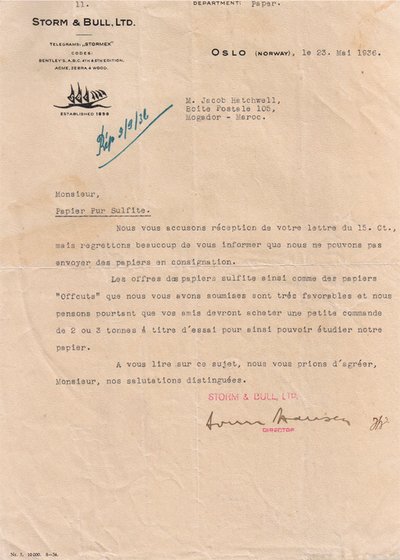 11.
DEPARTMENT: Papar.
STORM & BULL, LTD.
TELEGRAMS: „STORMEX"
CODES:
BENTLEY'S, A.B.C. 4TH & 5TH EDITION,
ACME, ZEBRA & WOOD.
ESTABLISHED 1898
OSLO (NORWAY), le 23. Mai 1936.
M. Jacob Hatchwell,
Boite Postale 105,
Mogador - Maroc.
Monsieur,
Papier Pur Sulfite.
Nous vous accusons réception de votre lettre du 15. Ct.,
mais regrettons beaucoup de vous informer que nous ne pouvons pas
envoyer des papiers en consignation.
Les offres des papiers sulfite ainsi comme des papiers
"Offcuts" que nous vous avons soumises sont trés favorables et nous
pensons pourtant que vos amis devront acheter une petite commande
de 2 ou 3 tonnes á titre d'essai pour ainsi pouvoir étudier notre
papier.
A vous lire sur ce sujet, nous vous prions d'agréer,
Monsieur, nos salutations distinguées.
STORM & BULL, LTD.
DIRECTOR